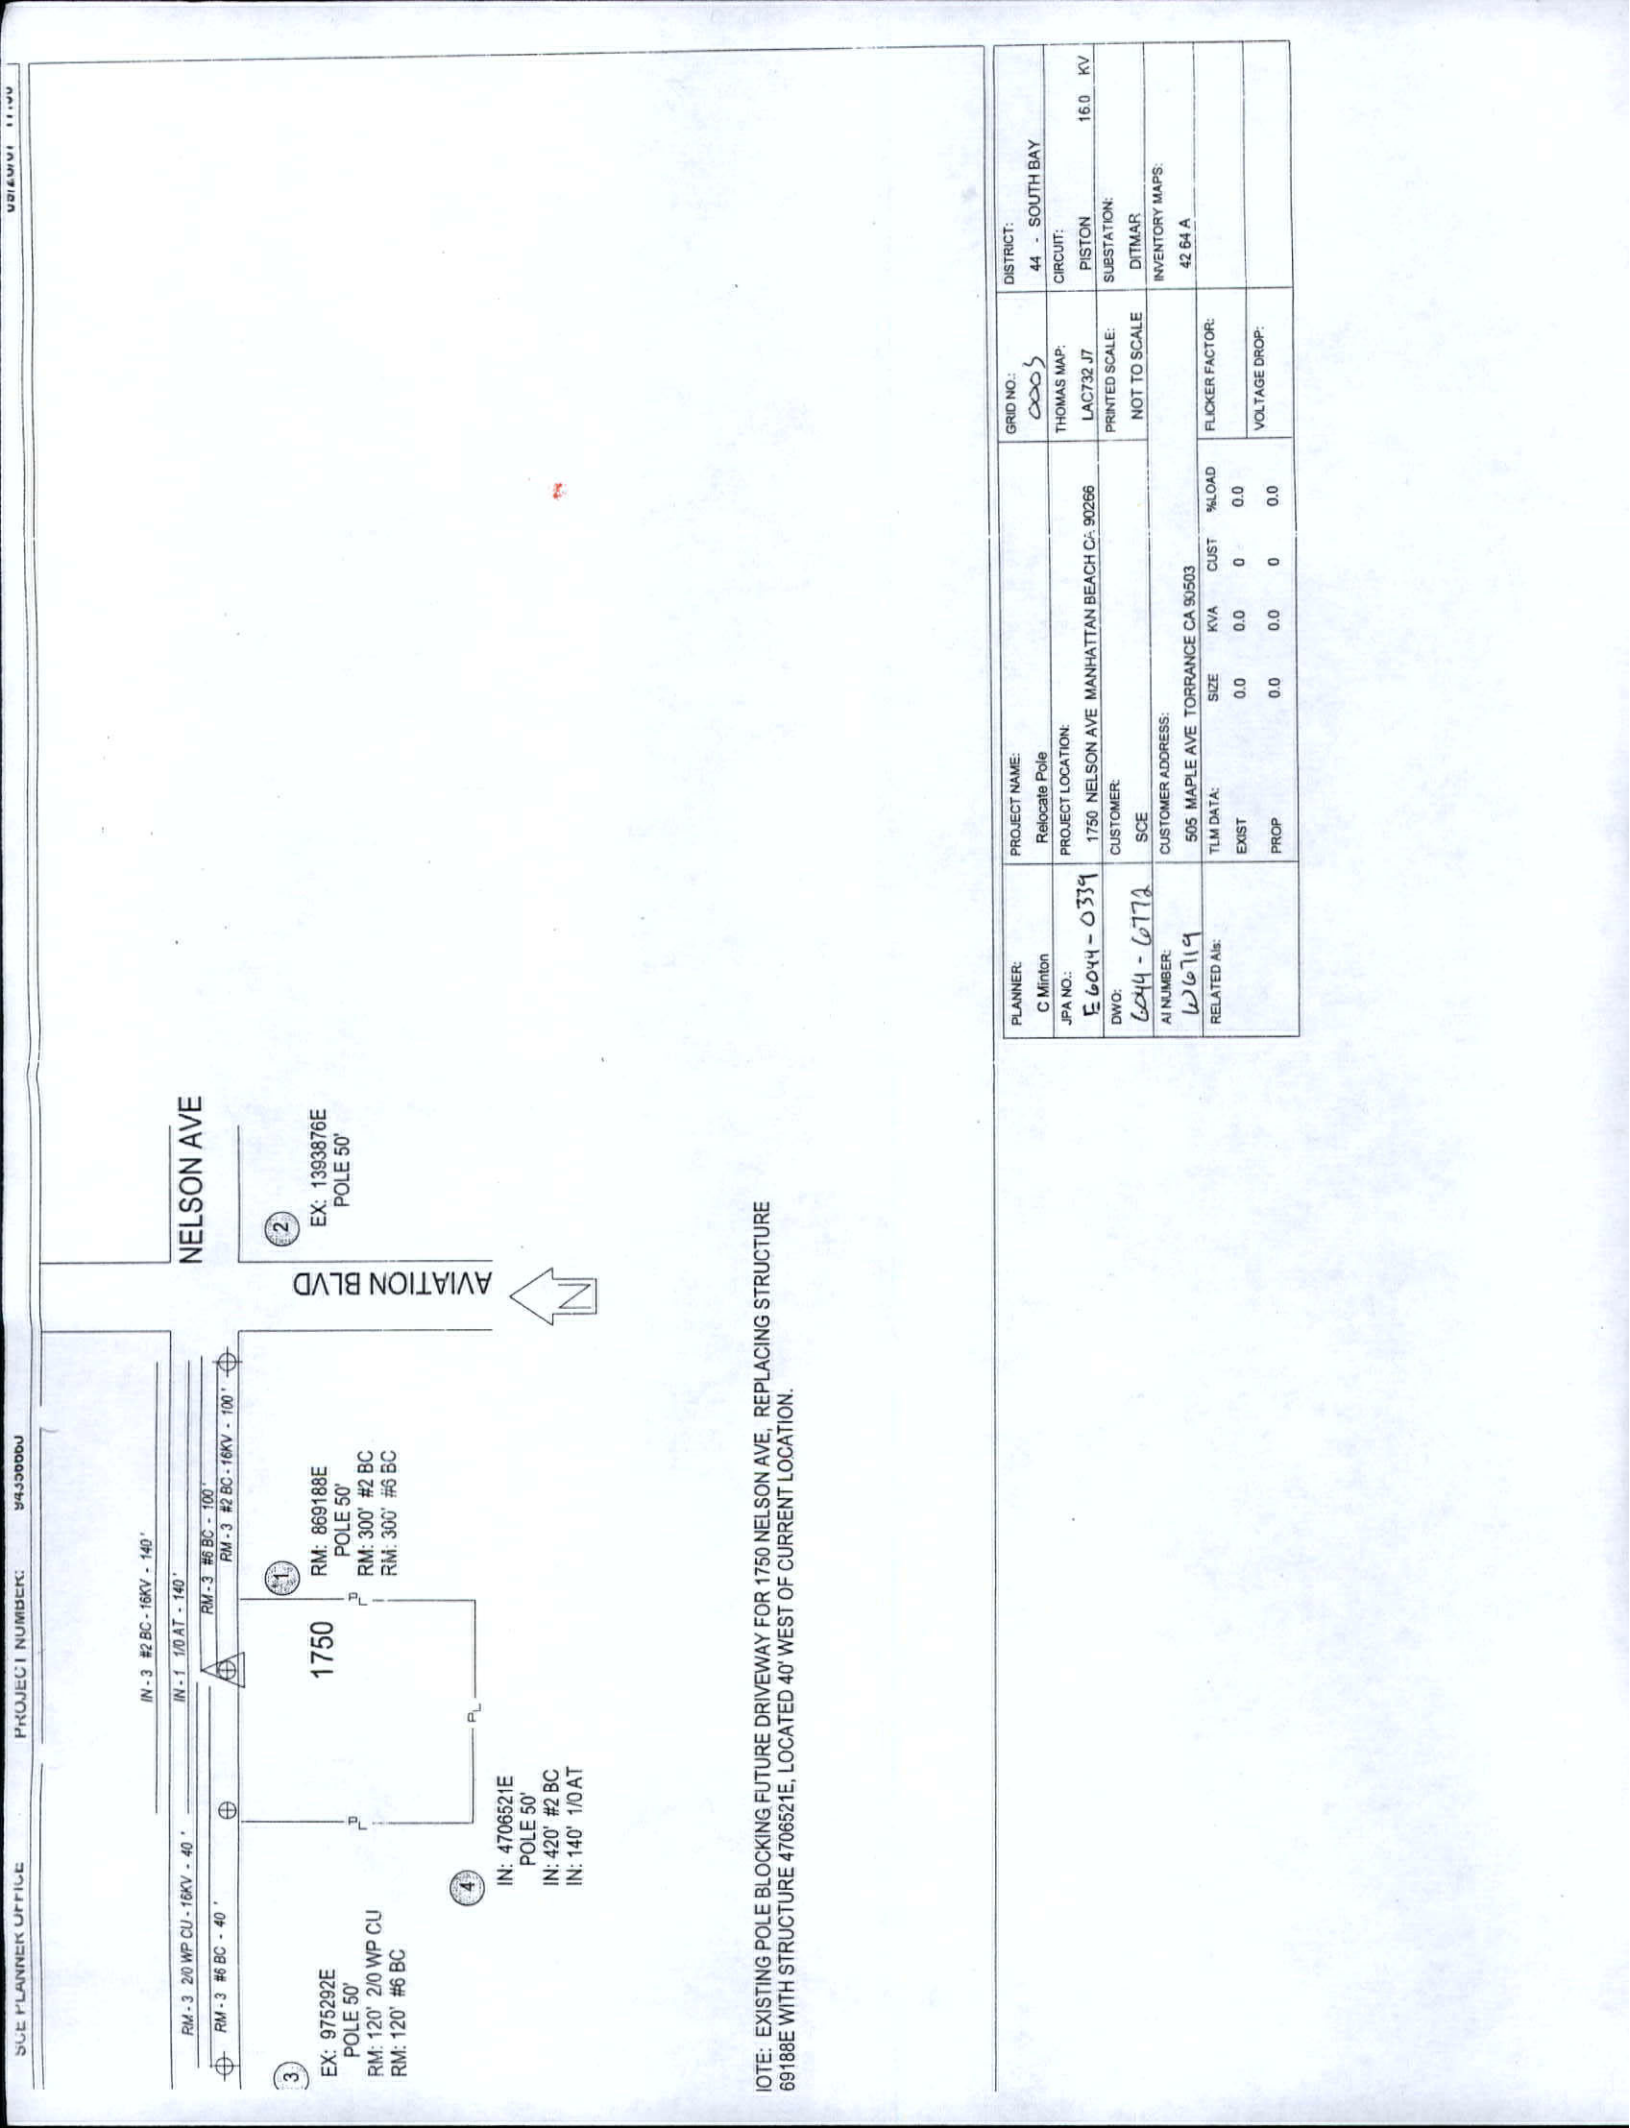 SCE PLANNER OFFICE PROJECT NUMBER:
IN - 3 #2 BC - 16KV - 140'
IN - 1 1/0 AT - 140'
RM - 3 2/0 WP CU - 16KV - 40'
RM - 3 #6 BC - 100'
RM - 3 #6 BC - 40'
RM - 3 #2 BC - 16KV - 100'
NELSON AVE
AVIATION BLVD
N
1
RM: 869188E
POLE 50'
RM: 300' #2 BC
RM: 300' #6 BC
2
EX: 1393876E
POLE 50'
3
EX: 975292E
POLE 50'
RM: 120' 2/0 WP CU
RM: 120' #6 BC
4
IN: 4706521E
POLE 50'
IN: 420' #2 BC
IN: 140' 1/0 AT
1750
PL
PL
PL
IOTE: EXISTING POLE BLOCKING FUTURE DRIVEWAY FOR 1750 NELSON AVE, REPLACING STRUCTURE
69188E WITH STRUCTURE 4706521E, LOCATED 40' WEST OF CURRENT LOCATION.
PLANNER: PROJECT NAME: GRID NO.: DISTRICT:
C Minton Relocate Pole 0003 44 - SOUTH BAY
JPA NO.: PROJECT LOCATION: THOMAS MAP: CIRCUIT:
E6044-0339 1750 NELSON AVE MANHATTAN BEACH CA 90266 LAC732 J7 PISTON 16.0 KV
DWO: CUSTOMER: PRINTED SCALE: SUBSTATION:
6044-6772 SCE NOT TO SCALE DITMAR
AI NUMBER: CUSTOMER ADDRESS: INVENTORY MAPS:
W6719 505 MAPLE AVE TORRANCE CA 90503 42 64 A
RELATED AIs: TLM DATA: SIZE KVA CUST %LOAD FLICKER FACTOR:
EXIST 0.0 0.0 0 0.0
VOLTAGE DROP:
PROP 0.0 0.0 0 0.0